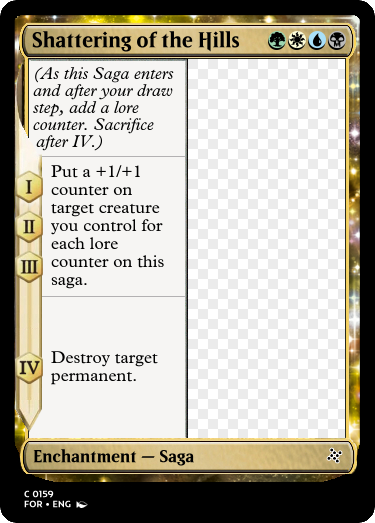 Shattering of the Hills
(As this Saga enters
and after your draw
step, add a lore
counter. Sacrifice
after IV.)
I
II
III
Put a +1/+1
counter on
target creature
you control for
each lore
counter on this
saga.
IV
Destroy target
permanent.
Enchantment — Saga
C 0159
FOR • ENG